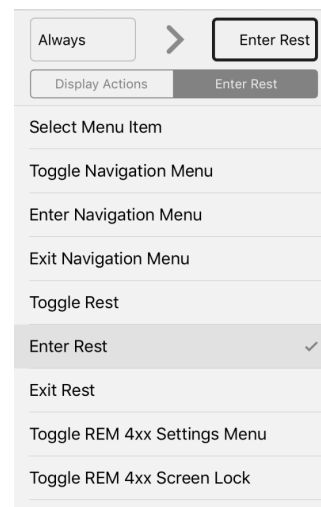 Always
Enter Rest
Display Actions
Enter Rest
Select Menu Item
Toggle Navigation Menu
Enter Navigation Menu
Exit Navigation Menu
Toggle Rest
Enter Rest
Exit Rest
Toggle REM 4xx Settings Menu
Toggle REM 4xx Screen Lock